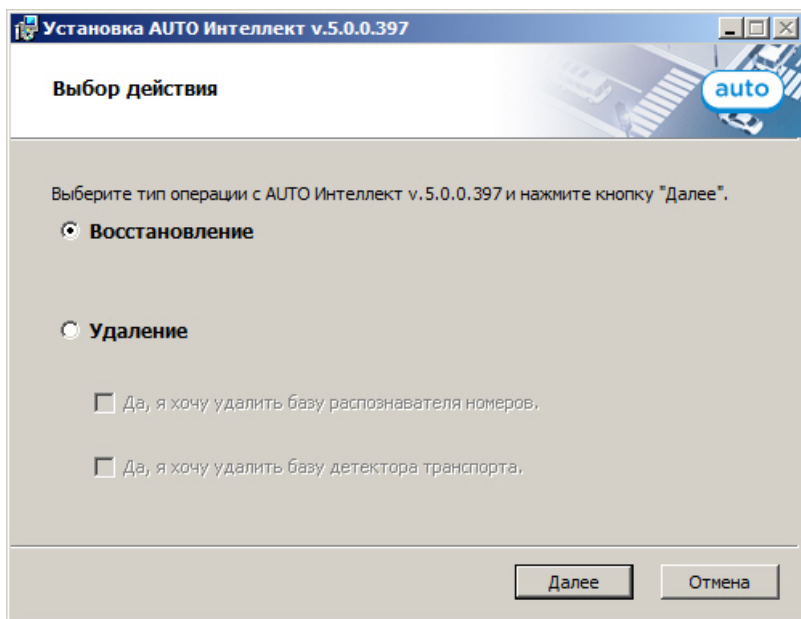 Установка AUTO Интеллект v.5.0.0.397
Выбор действия
auto
Выберите тип операции с AUTO Интеллект v.5.0.0.397 и нажмите кнопку "Далее".
Восстановление
Удаление
Да, я хочу удалить базу распознавателя номеров.
Да, я хочу удалить базу детектора транспорта.
Далее
Отмена